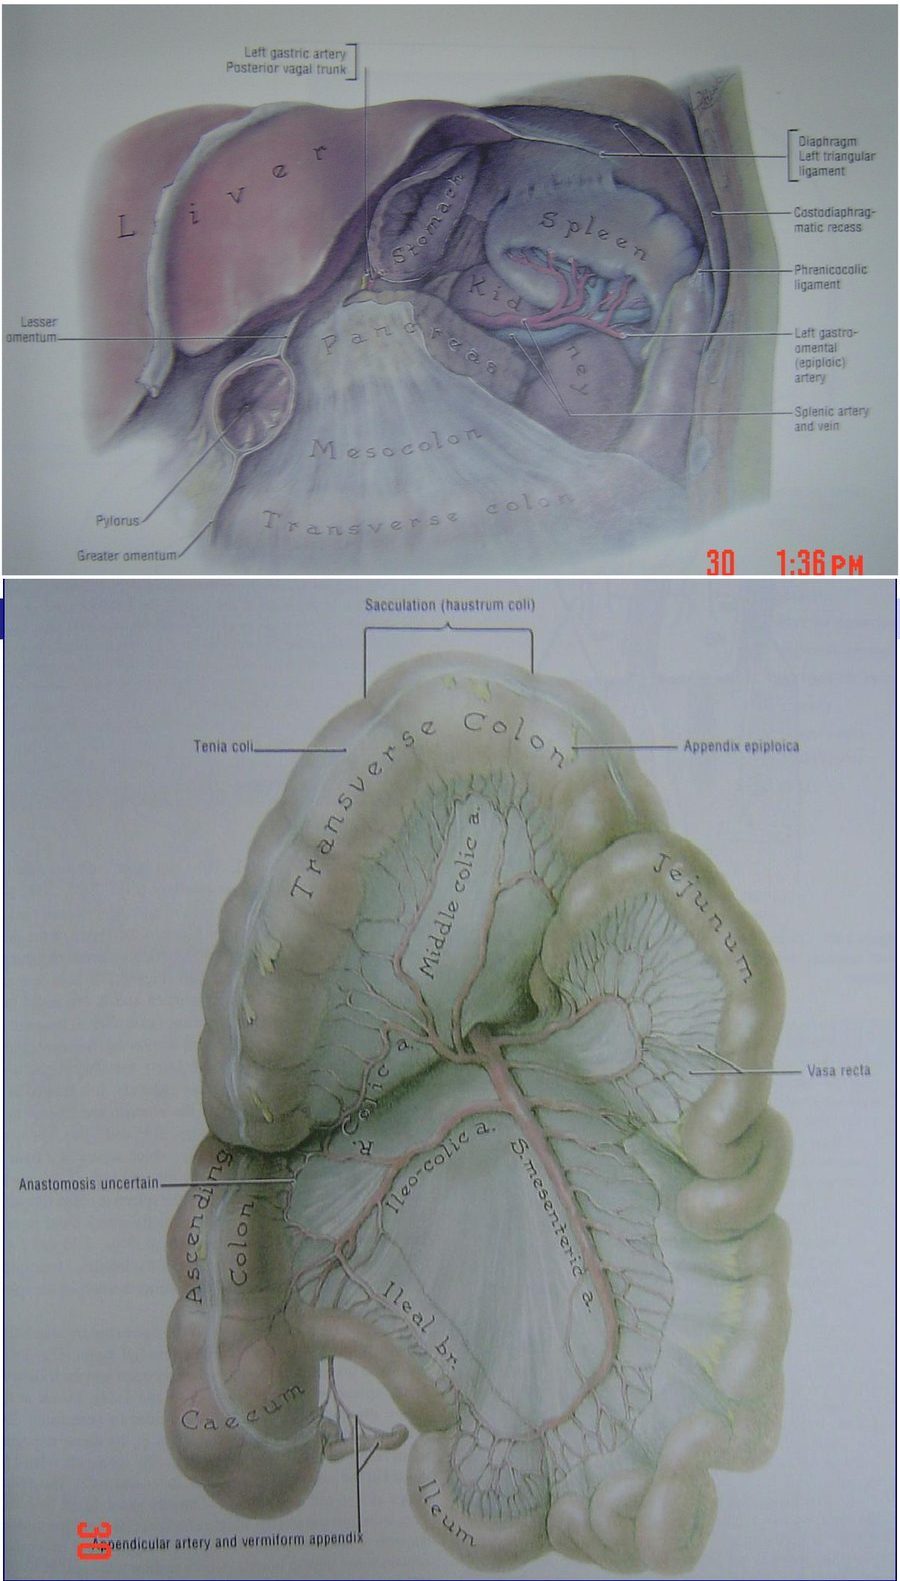 Left gastric artery
Posterior vagal trunk
Diaphragm
Left triangular
ligament
Costodiaphrag-
matic recess
Phrenicocolic
ligament
Left gastro-
omental
(epiploic)
artery
Splenic artery
and vein
Lesser
omentum
Pylorus
Greater omentum
Liver
Stomach
Spleen
Kidney
Pancreas
Mesocolon
Transverse colon
30 1:36 PM
Sacculation (haustrum coli)
Tenia coli
Appendix epiploica
Transverse Colon
Jejunum
Middle colic a.
Vasa recta
R. Colic a.
Ileo-colic a.
S. mesenteric a.
Anastomosis uncertain
Ascending
Colon
Ileal br.
Caecum
Ileum
Appendicular artery and vermiform appendix
30